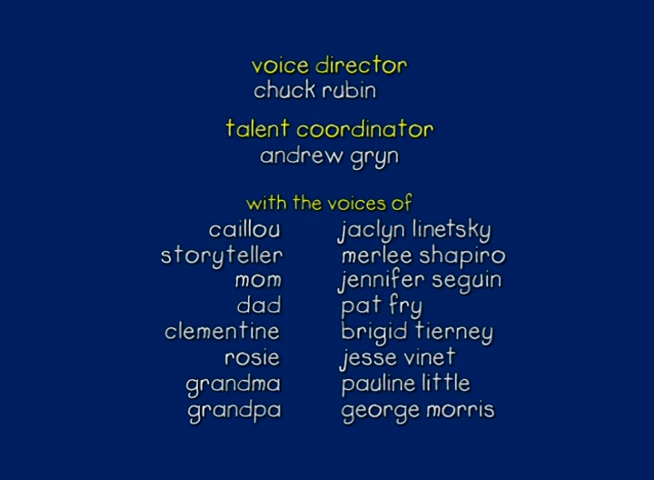 voice director
chuck rubin
talent coordinator
andrew gryn
with the voices of
caillou jaclyn linetsky
storyteller merlee shapiro
mom jennifer seguin
dad pat fry
clementine brigid tierney
rosie jesse vinet
grandma pauline little
grandpa george morris